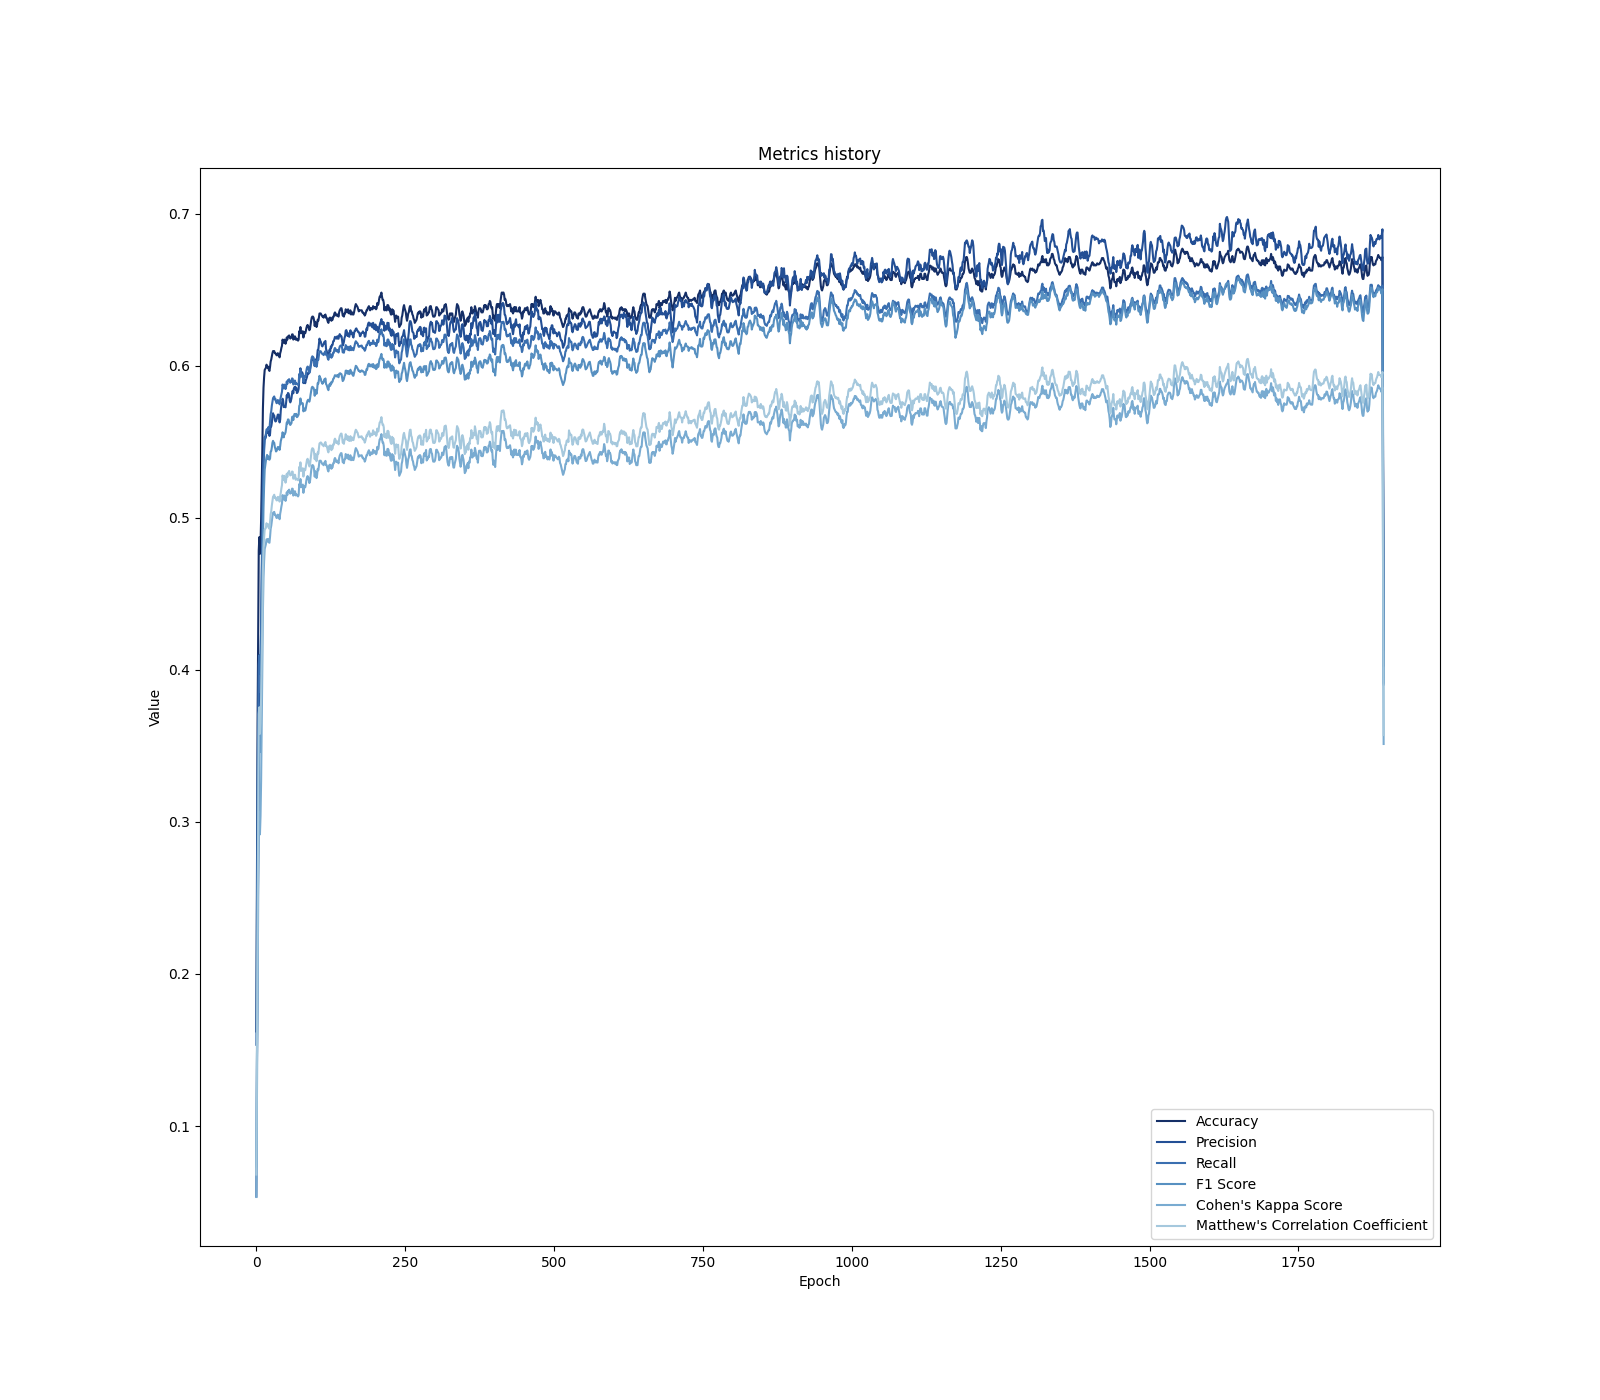 Metrics history
0.7
0.6
0.5
0.4
0.3
0.2
0.1
Value
0 250 500 750 1000 1250 1500 1750
Epoch
Accuracy
Precision
Recall
F1 Score
Cohen's Kappa Score
Matthew's Correlation Coefficient